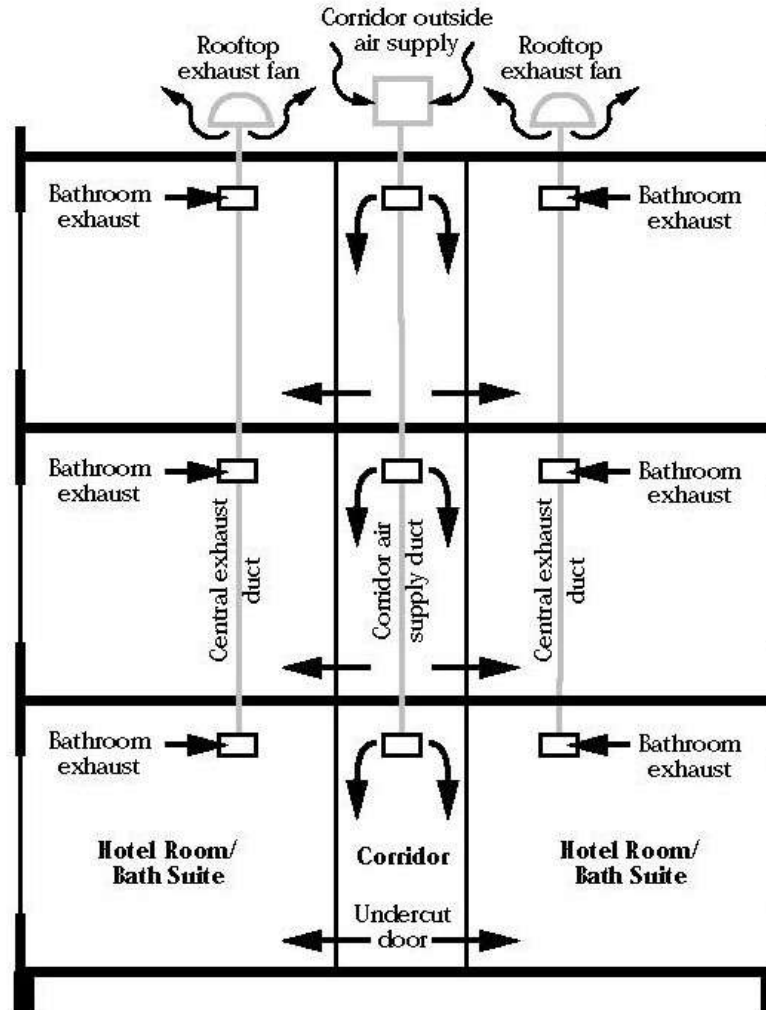 Corridor outside
air supply
Rooftop
exhaust fan
Rooftop
exhaust fan
Bathroom
exhaust
Bathroom
exhaust
Bathroom
exhaust
Bathroom
exhaust
Central exhaust
duct
Corridor air
supply duct
Central exhaust
duct
Bathroom
exhaust
Bathroom
exhaust
Hotel Room/
Bath Suite
Corridor
Hotel Room/
Bath Suite
Undercut
door